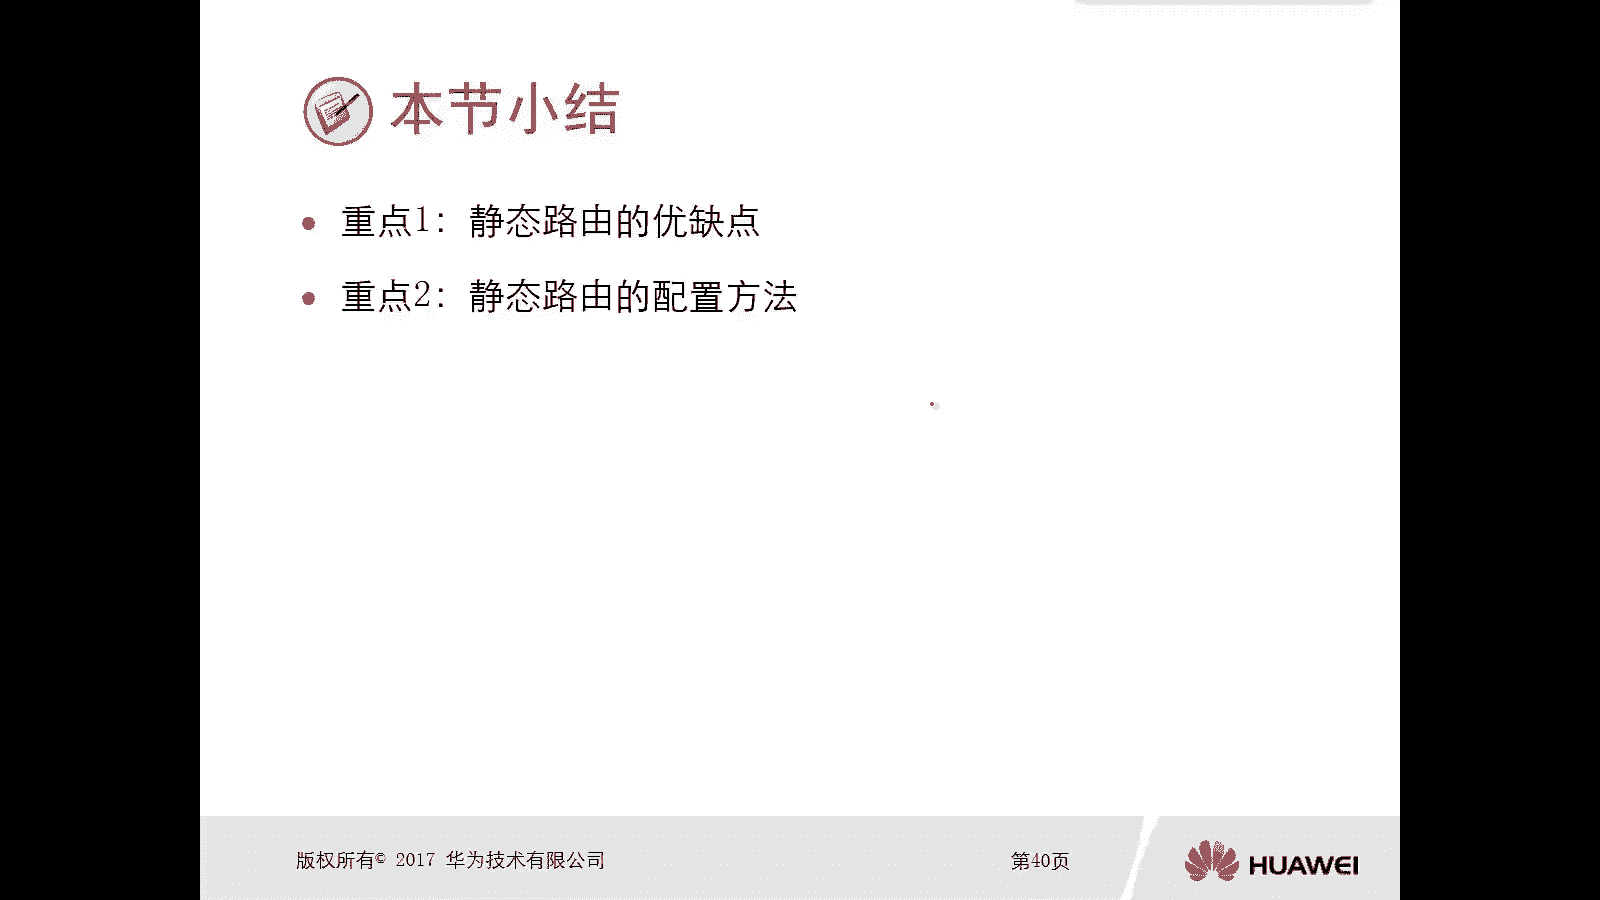 本节小结
重点1：静态路由的优缺点
重点2：静态路由的配置方法
版权所有© 2017 华为技术有限公司
第40页
HUAWEI